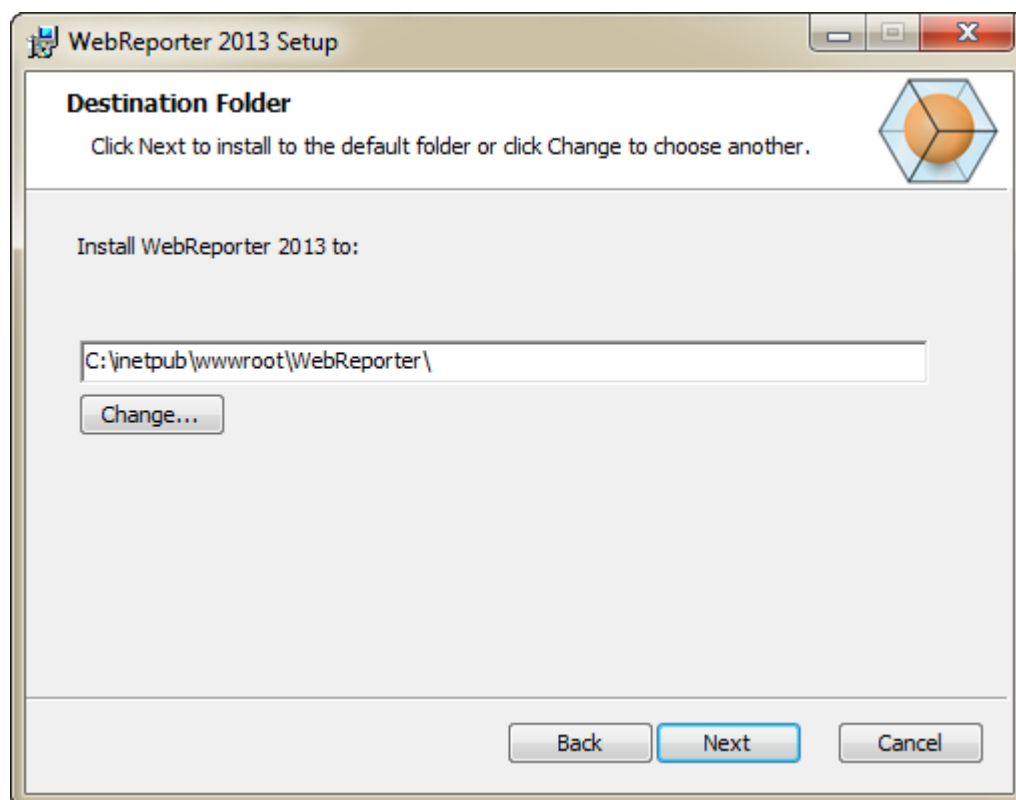 WebReporter 2013 Setup
Destination Folder
Click Next to install to the default folder or click Change to choose another.
Install WebReporter 2013 to:
C:\inetpub\wwwroot\WebReporter\
Change...
Back Next Cancel